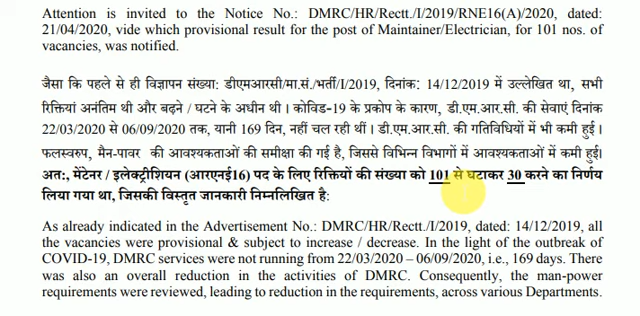 Attention is invited to the Notice No.: DMRC/HR/Rectt./I/2019/RNE16(A)/2020, dated:
21/04/2020, vide which provisional result for the post of Maintainer/Electrician, for 101 nos. of
vacancies, was notified.
जैसा कि पहले से ही विज्ञापन संख्या: डीएमआरसी/मा.सं./भर्ती/I/2019, दिनांक: 14/12/2019 में उल्लेखित था, सभी
रिक्तियां अनंतिम थी और बढ़ने / घटने के अधीन थी। कोविड-19 के प्रकोप के कारण, डी.एम.आर.सी. की सेवाएं दिनांक
22/03/2020 से 06/09/2020 तक, यानी 169 दिन, नहीं चल रही थीं। डी.एम.आर.सी. की गतिविधियों में भी कमी हुई।
फलस्वरुप, मैन-पावर की आवश्यकताओं की समीक्षा की गई है, जिससे विभिन्न विभागों में आवश्यकताओं में कमी हुई।
अत:, मेंटेनर / इलेक्ट्रीशियन (आरएनई16) पद के लिए रिक्तियों की संख्या को 101 से घटाकर 30 करने का निर्णय
लिया गया था, जिसकी विस्तृत जानकारी निम्नलिखित है:
As already indicated in the Advertisement No.: DMRC/HR/Rectt./I/2019, dated: 14/12/2019, all
the vacancies were provisional & subject to increase / decrease. In the light of the outbreak of
COVID-19, DMRC services were not running from 22/03/2020 – 06/09/2020, i.e., 169 days. There
was also an overall reduction in the activities of DMRC. Consequently, the man-power
requirements were reviewed, leading to reduction in the requirements, across various Departments.